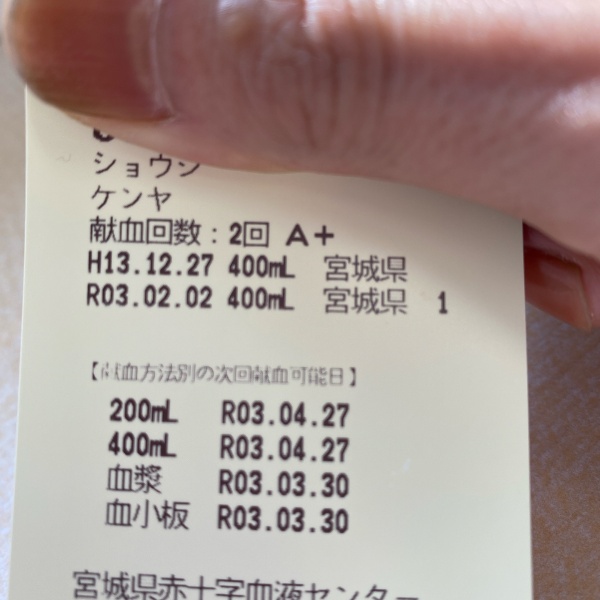 ショウジ
ケンヤ
献血回数：2回 A+
H13.12.27 400mL 宮城県
R03.02.02 400mL 宮城県 1
【献血方法別の次回献血可能日】
200mL R03.04.27
400mL R03.04.27
血漿 R03.03.30
血小板 R03.03.30
宮城県赤十字血液センター